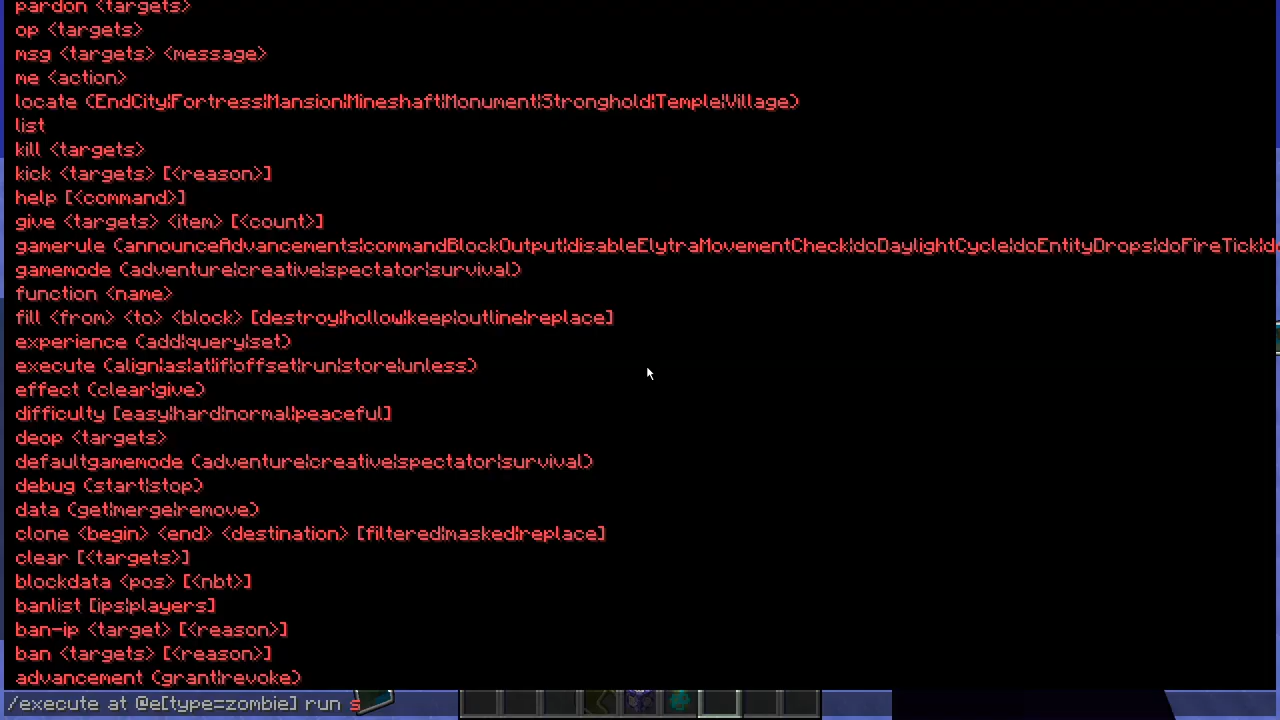 pardon <targets>
op <targets>
msg <targets> <message>
me <action>
locate (EndCity|Fortress|Mansion|Mineshaft|Monument|Stronghold|Temple|Village)
list
kill <targets>
kick <targets> [<reason>]
help [<command>]
give <targets> <item> [<count>]
gamerule (announceAdvancements|commandBlockOutput|disableElytraMovementCheck|doDaylightCycle|doEntityDrops|doFireTick|do
gamemode (adventure|creative|spectator|survival)
function <name>
fill <from> <to> <block> [destroy|hollow|keep|outline|replace]
experience (add|query|set)
execute (align|as|at|if|offset|run|store|unless)
effect (clear|give)
difficulty [easy|hard|normal|peaceful]
deop <targets>
defaultgamemode (adventure|creative|spectator|survival)
debug (start|stop)
data (get|merge|remove)
clone <begin> <end> <destination> [filtered|masked|replace]
clear [<targets>]
blockdata <pos> [<nbt>]
banlist [ips|players]
ban-ip <target> [<reason>]
ban <targets> [<reason>]
advancement (grant|revoke)
/execute at @e[type=zombie] run s